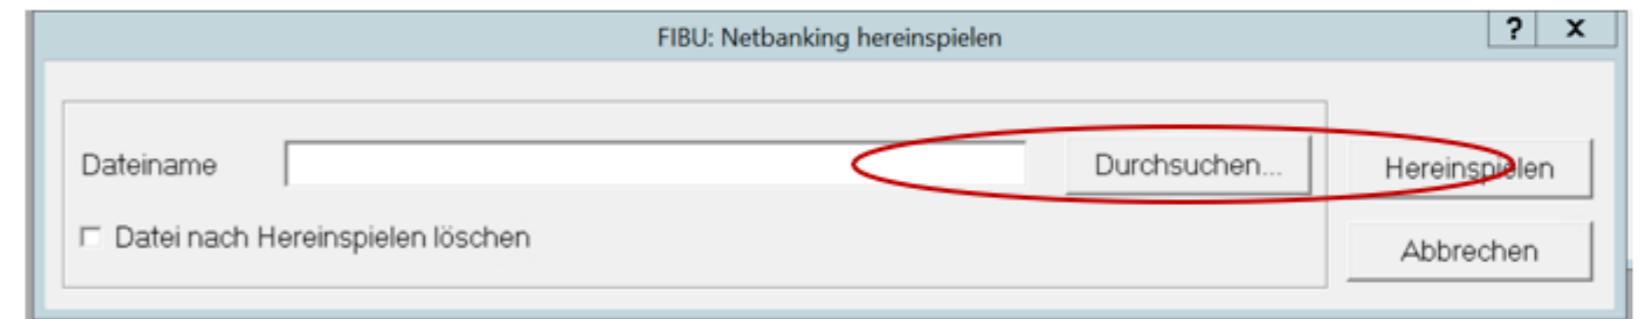 FIBU: Netbanking hereinspielen
? x
Dateiname Durchsuchen... Hereinspielen
Datei nach Hereinspielen löschen
Abbrechen